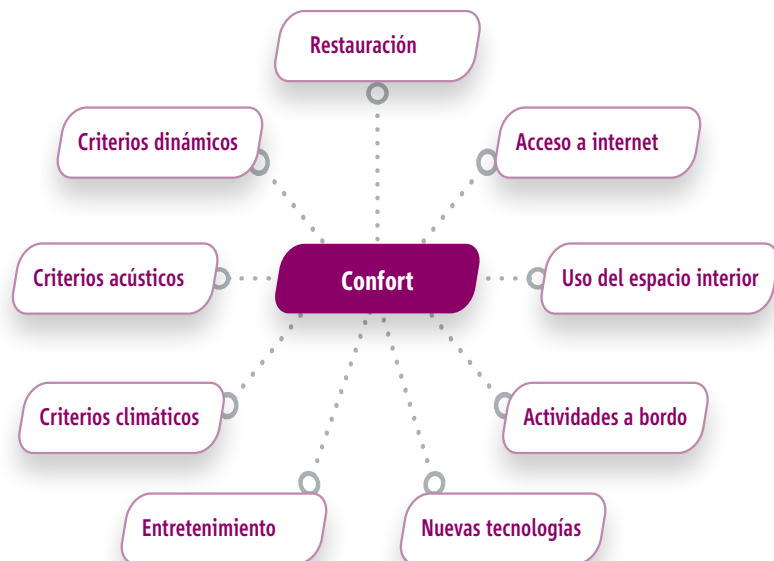 Restauración
Criterios dinámicos
Acceso a internet
Criterios acústicos
Confort
Uso del espacio interior
Criterios climáticos
Actividades a bordo
Entretenimiento
Nuevas tecnologías